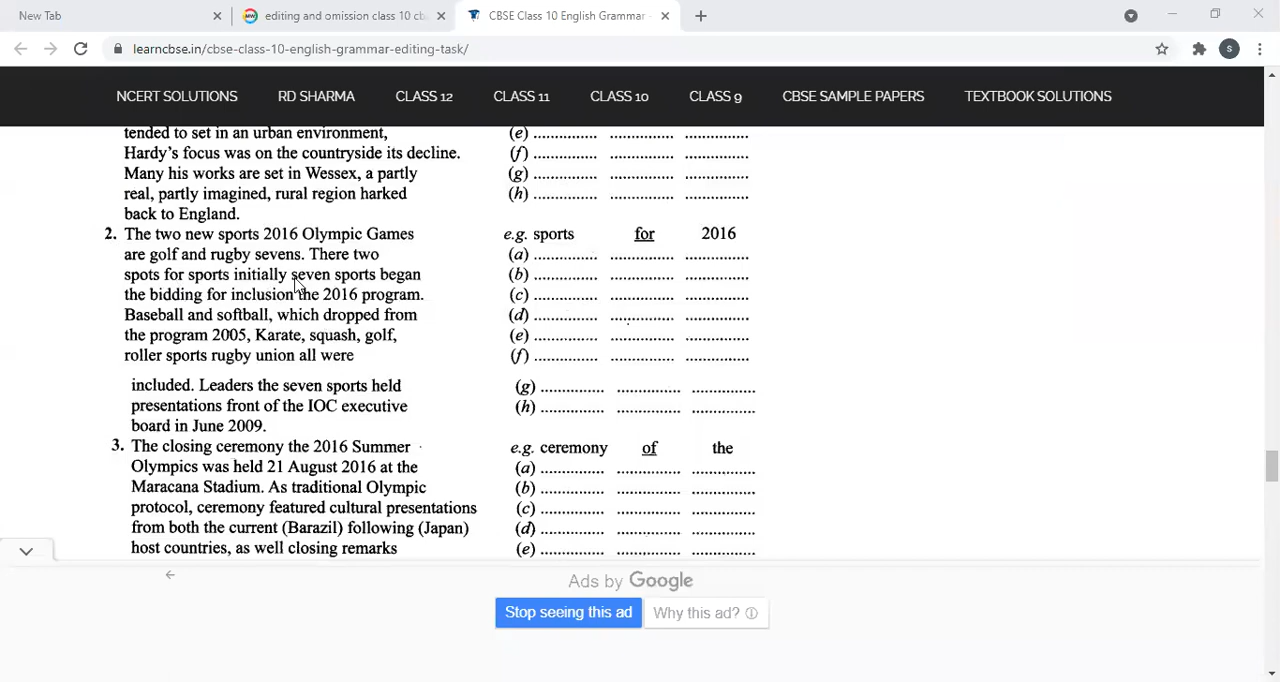 New Tab
editing and omission class 10 cb
CBSE Class 10 English Grammar
learncbse.in/cbse-class-10-english-grammar-editing-task/
S
NCERT SOLUTIONS RD SHARMA CLASS 12 CLASS 11 CLASS 10 CLASS 9 CBSE SAMPLE PAPERS TEXTBOOK SOLUTIONS
tended to set in an urban environment, (e) .............. .............. ..............
Hardy's focus was on the countryside its decline. (f) .............. .............. ..............
Many his works are set in Wessex, a partly (g) .............. .............. ..............
real, partly imagined, rural region harked (h) .............. .............. ..............
back to England.
2. The two new sports 2016 Olympic Games e.g. sports for 2016
are golf and rugby sevens. There two (a) .............. .............. ..............
spots for sports initially seven sports began (b) .............. .............. ..............
the bidding for inclusion the 2016 program. (c) .............. .............. ..............
Baseball and softball, which dropped from (d) .............. .............. ..............
the program 2005, Karate, squash, golf, (e) .............. .............. ..............
roller sports rugby union all were (f) .............. .............. ..............
included. Leaders the seven sports held (g) .............. .............. ..............
presentations front of the IOC executive (h) .............. .............. ..............
board in June 2009.
3. The closing ceremony the 2016 Summer e.g. ceremony of the
Olympics was held 21 August 2016 at the (a) .............. .............. ..............
Maracana Stadium. As traditional Olympic (b) .............. .............. ..............
protocol, ceremony featured cultural presentations (c) .............. .............. ..............
from both the current (Barazil) following (Japan) (d) .............. .............. ..............
host countries, as well closing remarks (e) .............. .............. ..............
Ads by Google
Stop seeing this ad Why this ad?